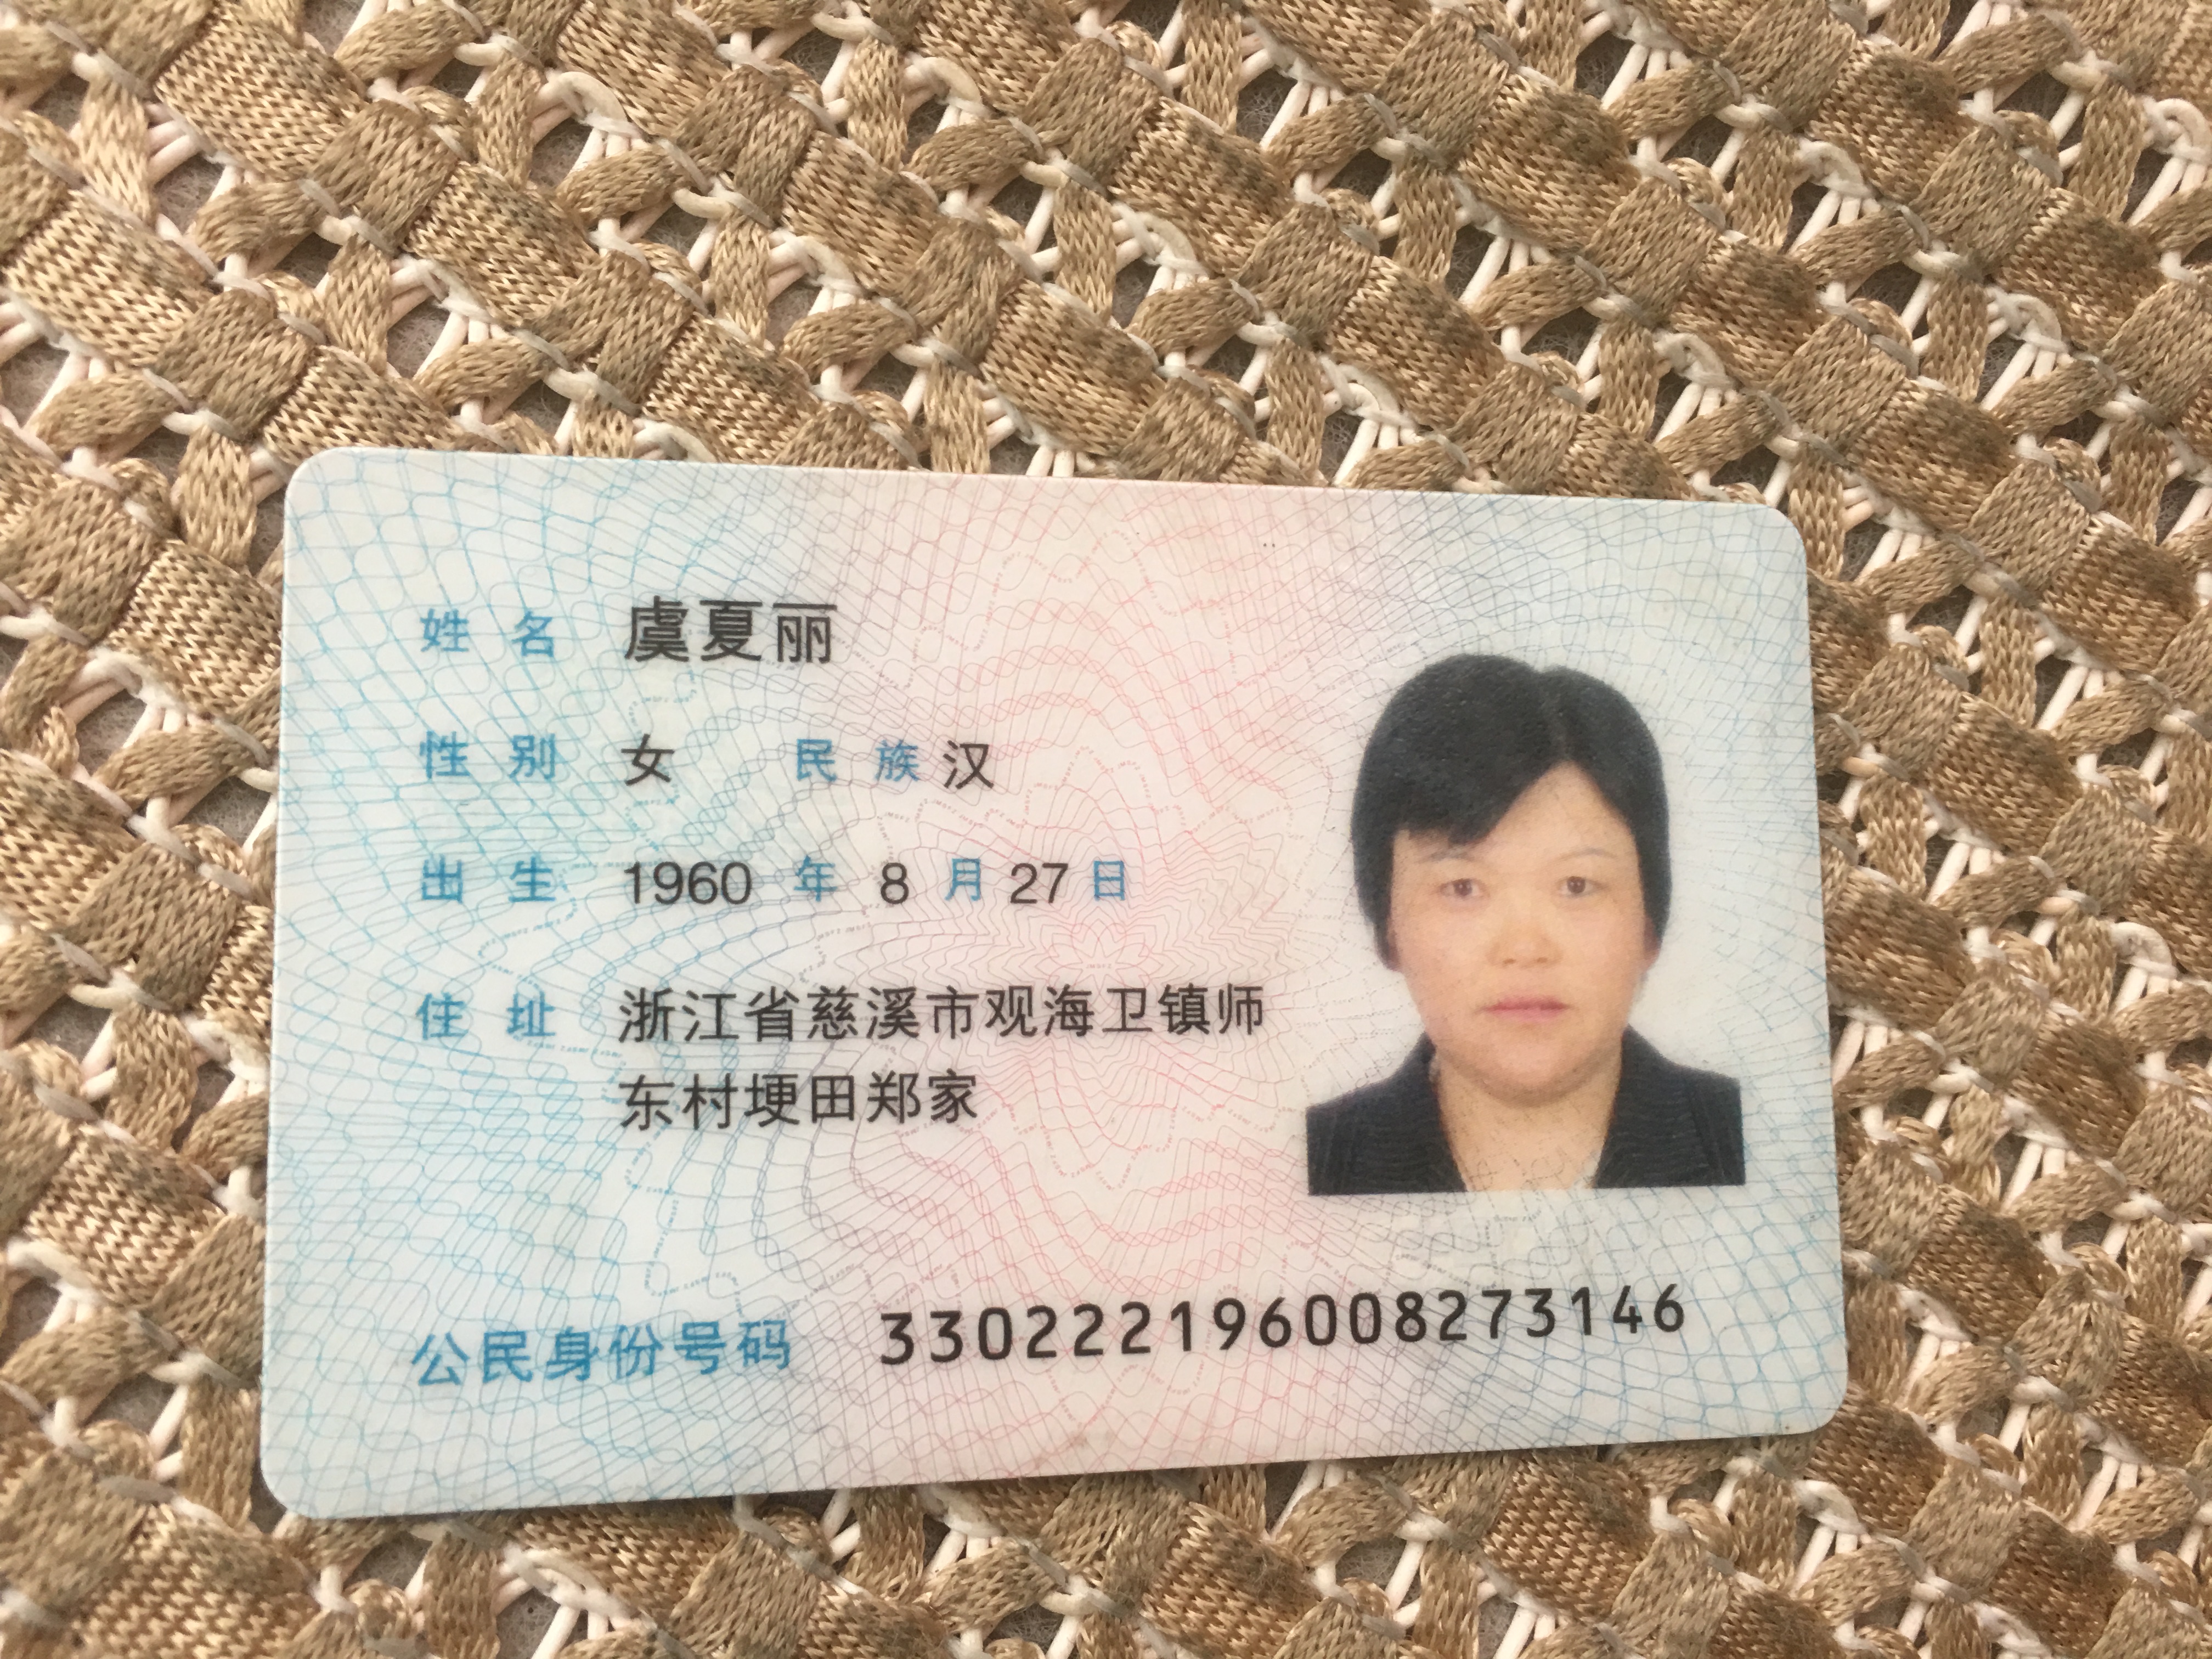 姓名 虞夏丽
性别 女 民族 汉
出生 1960 年 8 月 27 日
住址 浙江省慈溪市观海卫镇师
东村埂田郑家
公民身份号码 330222196008273146